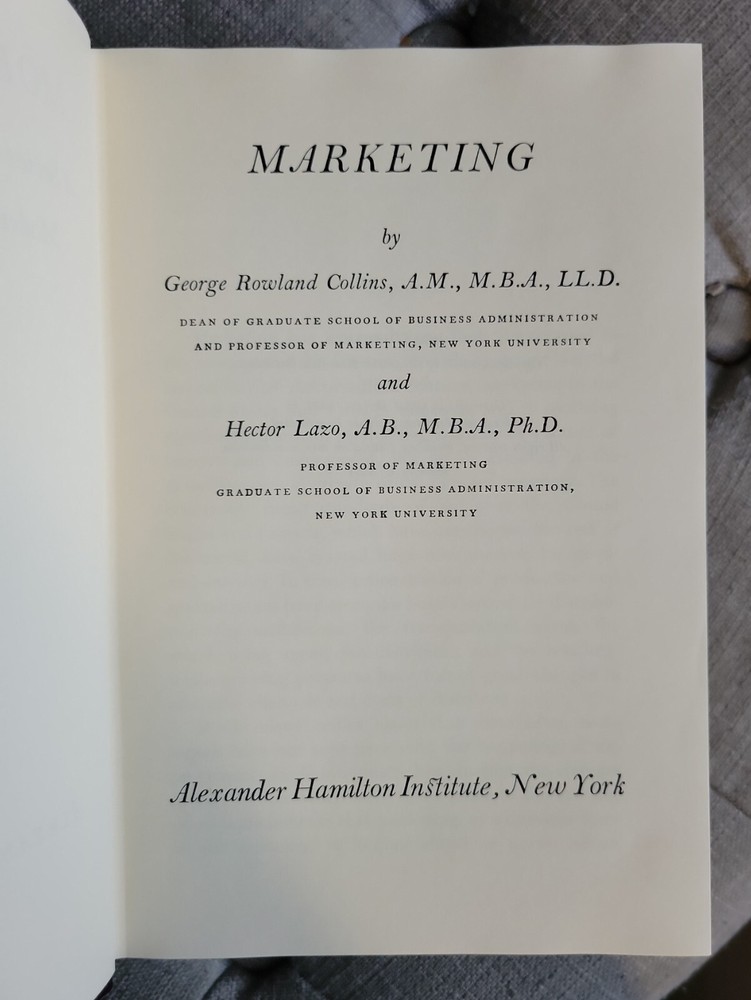 MARKETING
by
George Rowland Collins, A.M., M.B.A., LL.D.
DEAN OF GRADUATE SCHOOL OF BUSINESS ADMINISTRATION
AND PROFESSOR OF MARKETING, NEW YORK UNIVERSITY
and
Hector Lazo, A.B., M.B.A., Ph.D.
PROFESSOR OF MARKETING
GRADUATE SCHOOL OF BUSINESS ADMINISTRATION,
NEW YORK UNIVERSITY
Alexander Hamilton Institute, New York